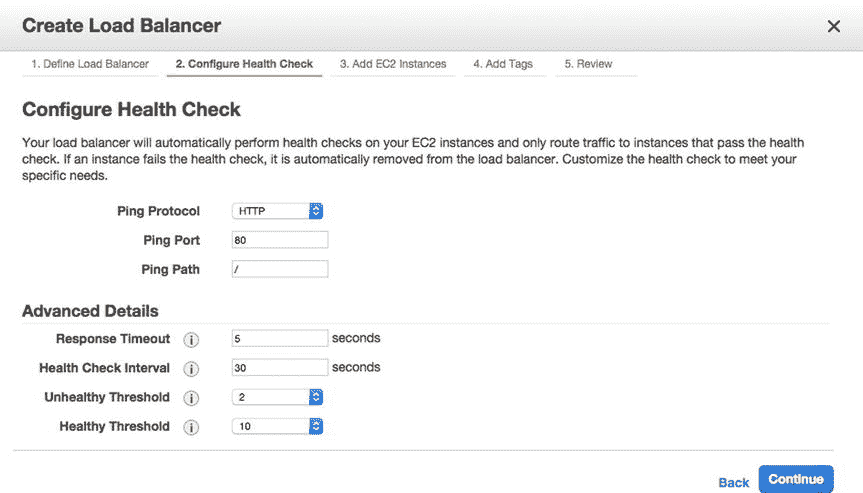 Create Load Balancer
1. Define Load Balancer 2. Configure Health Check 3. Add EC2 Instances 4. Add Tags 5. Review
Configure Health Check
Your load balancer will automatically perform health checks on your EC2 instances and only route traffic to instances that pass the health
check. If an instance fails the health check, it is automatically removed from the load balancer. Customize the health check to meet your
specific needs.
Ping Protocol HTTP
Ping Port 80
Ping Path /
Advanced Details
Response Timeout i 5 seconds
Health Check Interval i 30 seconds
Unhealthy Threshold i 2
Healthy Threshold i 10
Back Continue